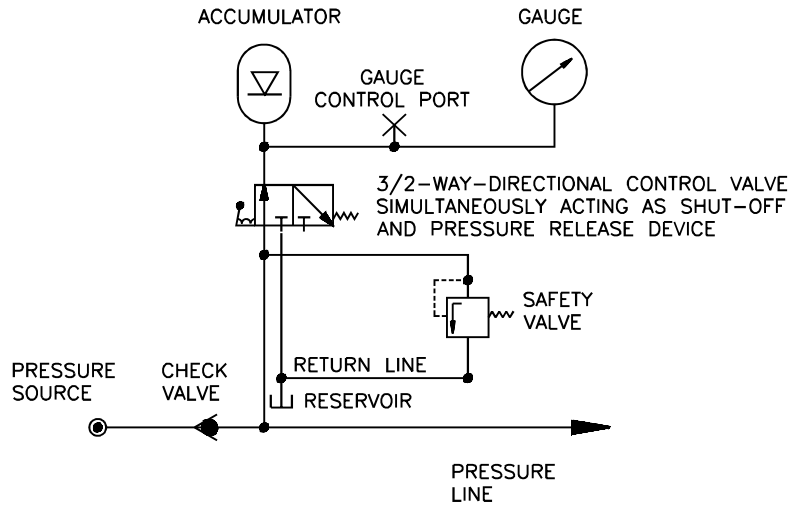 ACCUMULATOR
GAUGE
GAUGE
CONTROL PORT
3/2-WAY-DIRECTIONAL CONTROL VALVE
SIMULTANEOUSLY ACTING AS SHUT-OFF
AND PRESSURE RELEASE DEVICE
SAFETY
VALVE
RETURN LINE
PRESSURE
SOURCE
CHECK
VALVE
RESERVOIR
PRESSURE
LINE